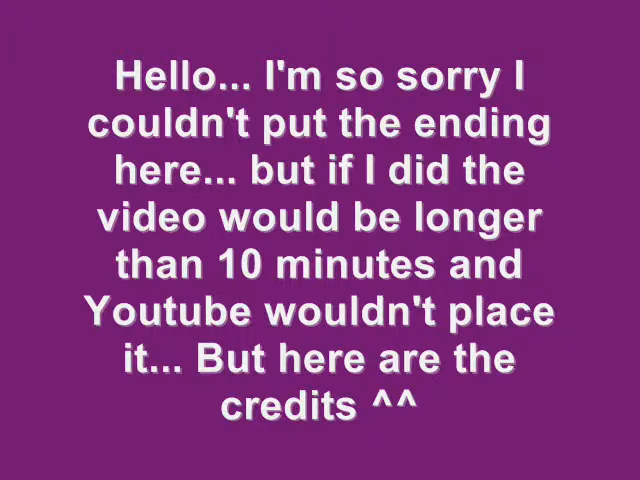 Hello... I'm so sorry I
couldn't put the ending
here... but if I did the
video would be longer
than 10 minutes and
Youtube wouldn't place
it... But here are the
credits ^^